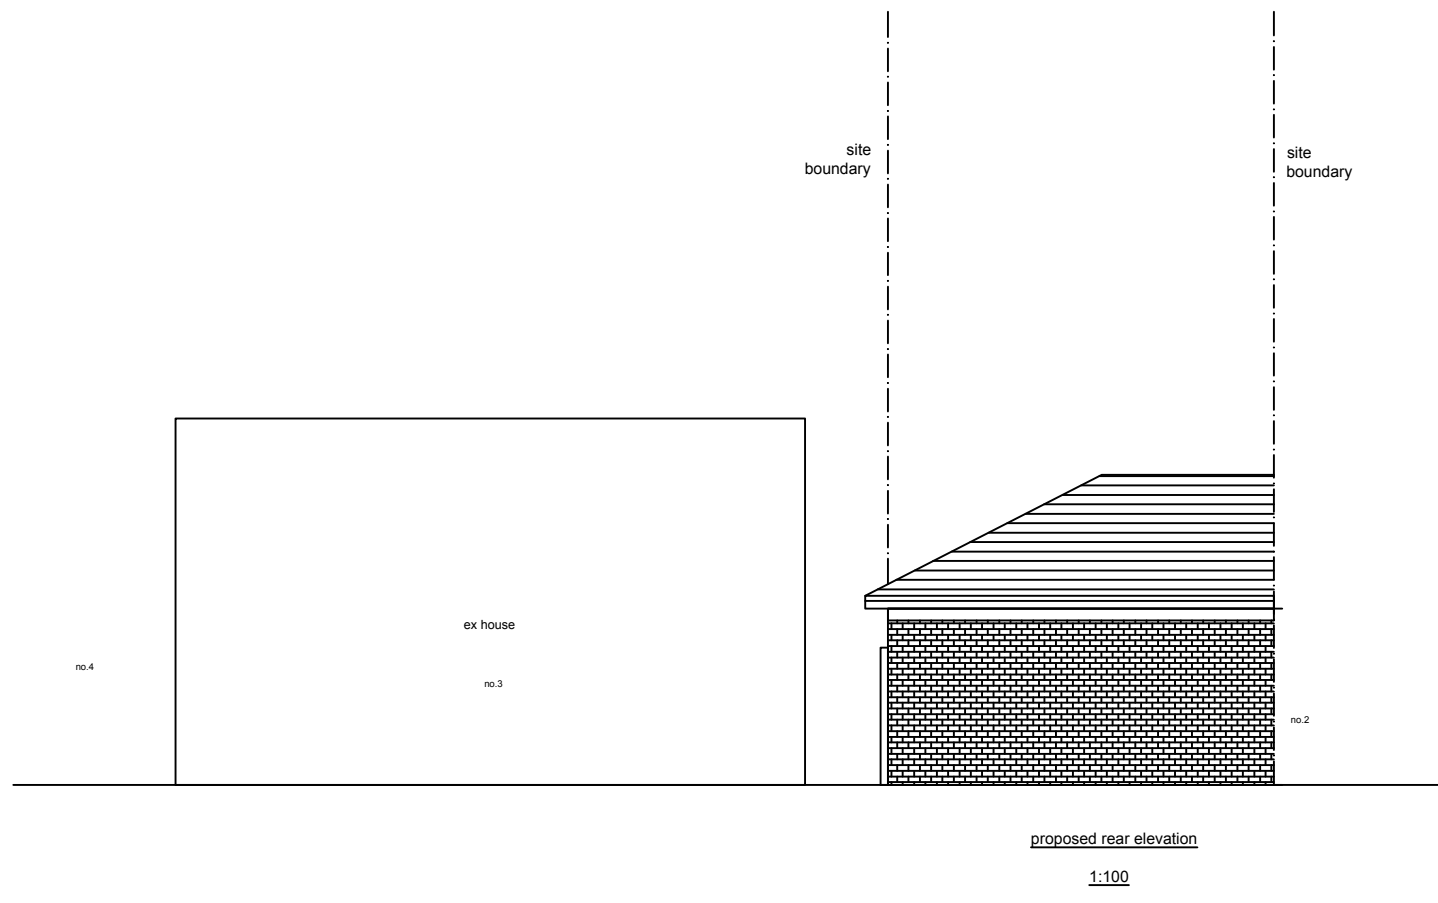 site
boundary
site
boundary
ex house
no.4
no.3
no.2
proposed rear elevation
1:100